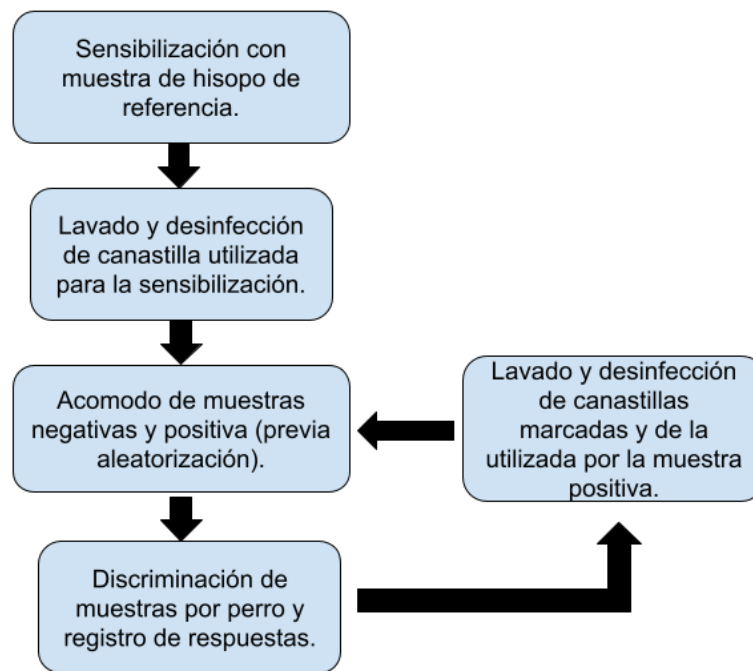 Sensibilización con
muestra de hisopo de
referencia.
Lavado y desinfección
de canastilla utilizada
para la sensibilización.
Acomodo de muestras
negativas y positiva (previa
aleatorización).
Discriminación de
muestras por perro y
registro de respuestas.
Lavado y desinfección
de canastillas
marcadas y de la
utilizada por la muestra
positiva.